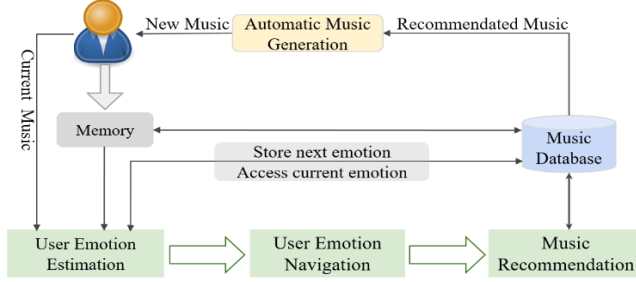 New Music
Automatic Music
Generation
Recommendated Music
Current Music
Memory
Store next emotion
Access current emotion
Music
Database
User Emotion
Estimation
User Emotion
Navigation
Music
Recommendation